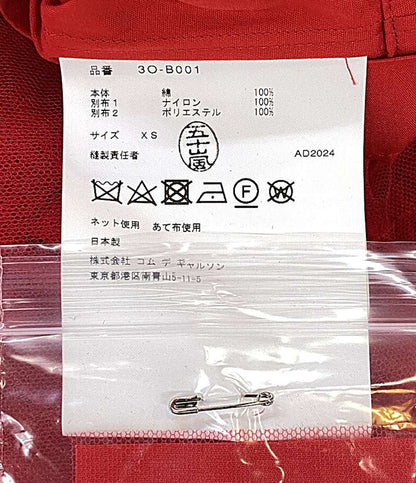 品番 3O-B001
本体 綿 100%
別布1 ナイロン 100%
別布2 ポリエステル 100%
サイズ XS
縫製責任者 五十嵐 AD2024
ネット使用 あて布使用
日本製
株式会社 コム デ ギャルソン
東京都港区南青山5-11-5